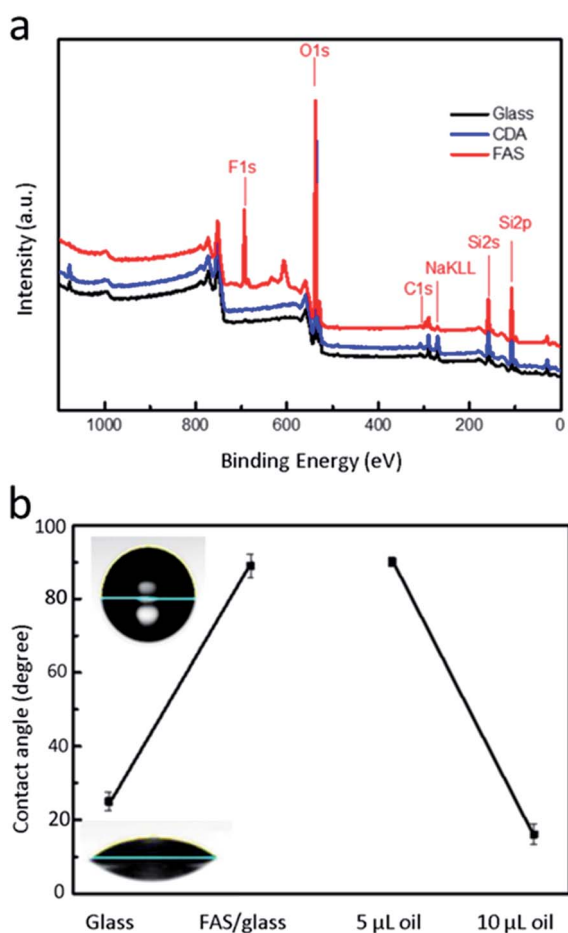 a
O1s
Glass
CDA
FAS
F1s
Si2p
Si2s
NaKLL
C1s
Intensity (a.u.)
1000 800 600 400 200 0
Binding Energy (eV)
b
100
80
60
40
20
0
Contact angle (degree)
Glass FAS/glass 5 μL oil 10 μL oil